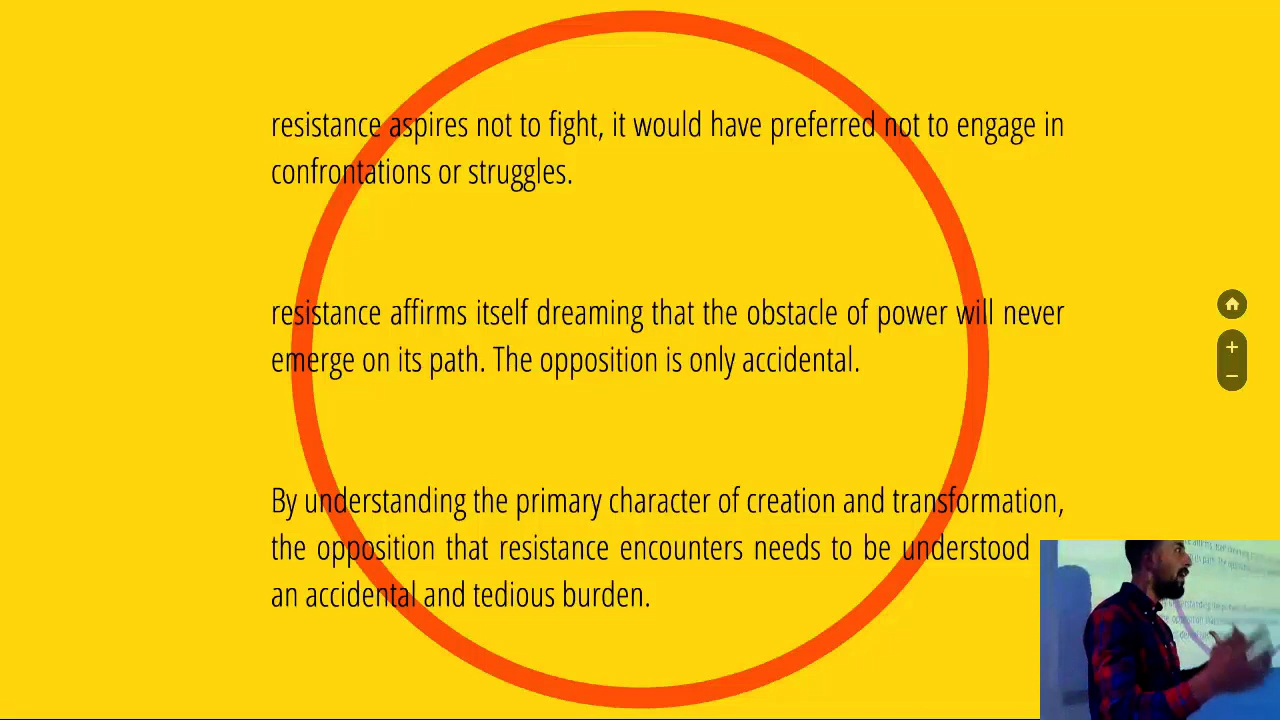 resistance aspires not to fight, it would have preferred not to engage in
confrontations or struggles.
resistance affirms itself dreaming that the obstacle of power will never
emerge on its path. The opposition is only accidental.
By understanding the primary character of creation and transformation,
the opposition that resistance encounters needs to be understood
an accidental and tedious burden.